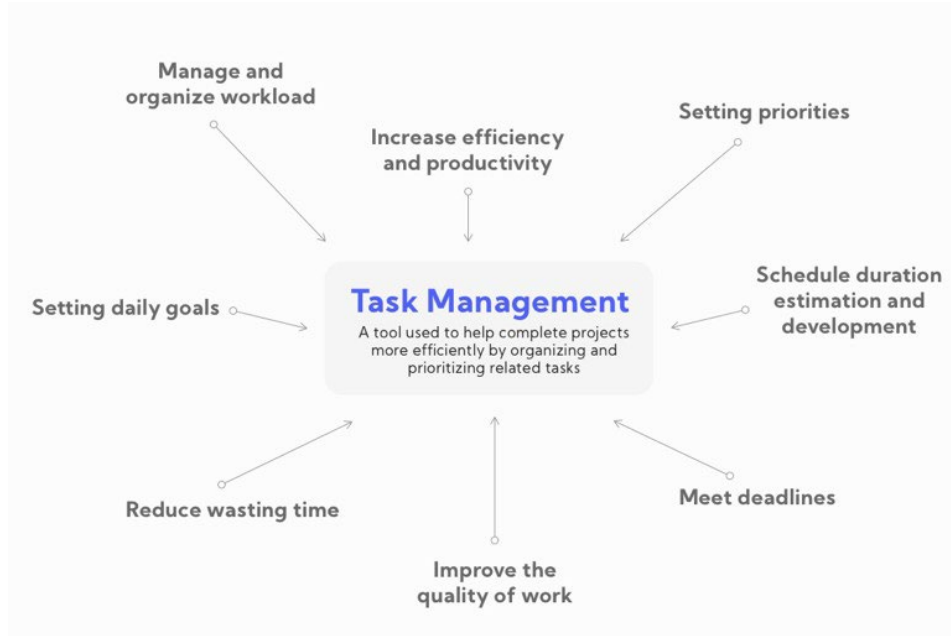 Manage and
organize workload
Increase efficiency
and productivity
Setting priorities
Setting daily goals
Task Management
A tool used to help complete projects
more efficiently by organizing and
prioritizing related tasks
Schedule duration
estimation and
development
Reduce wasting time
Improve the
quality of work
Meet deadlines